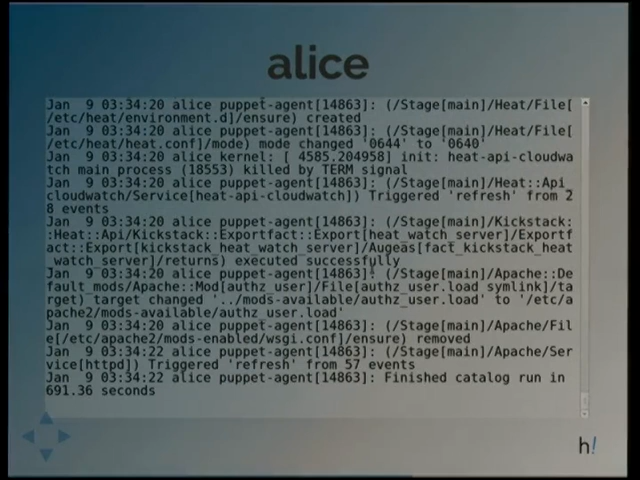 alice
Jan  9 03:34:20 alice puppet-agent[14863]: (/Stage[main]/Heat/File[
/etc/heat/environment.d]/ensure) created
Jan  9 03:34:20 alice puppet-agent[14863]: (/Stage[main]/Heat/File[
/etc/heat/heat.conf]/mode) mode changed '0644' to '0640'
Jan  9 03:34:20 alice kernel: [ 4585.204958] init: heat-api-cloudwa
tch main process (18553) killed by TERM signal
Jan  9 03:34:20 alice puppet-agent[14863]: (/Stage[main]/Heat::Api_
cloudwatch/Service[heat-api-cloudwatch]) Triggered 'refresh' from 2
8 events
Jan  9 03:34:20 alice puppet-agent[14863]: (/Stage[main]/Kickstack:
:Heat::Api/Kickstack::Exportfact::Export[heat_watch_server]/Exportf
act::Export[kickstack_heat_watch_server]/Augeas[fact_kickstack_heat
_watch_server]/returns) executed successfully
Jan  9 03:34:20 alice puppet-agent[14863]: (/Stage[main]/Apache::De
fault_mods/Apache::Mod[authz_user]/File[authz_user.load symlink]/ta
rget) target changed '../mods-available/authz_user.load' to '/etc/a
pache2/mods-available/authz_user.load'
Jan  9 03:34:20 alice puppet-agent[14863]: (/Stage[main]/Apache/Fil
e[/etc/apache2/mods-enabled/wsgi.conf]/ensure) removed
Jan  9 03:34:22 alice puppet-agent[14863]: (/Stage[main]/Apache/Ser
vice[httpd]) Triggered 'refresh' from 57 events
Jan  9 03:34:22 alice puppet-agent[14863]: Finished catalog run in
691.36 seconds
h!